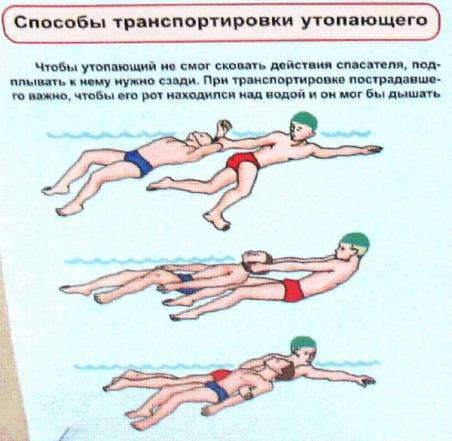 Способы транспортировки утопающего
Чтобы утопающий не смог сковать действия спасателя, под-
плывать к нему нужно сзади. При транспортировке пострадавше-
го важно, чтобы его рот находился над водой и он мог бы дышать